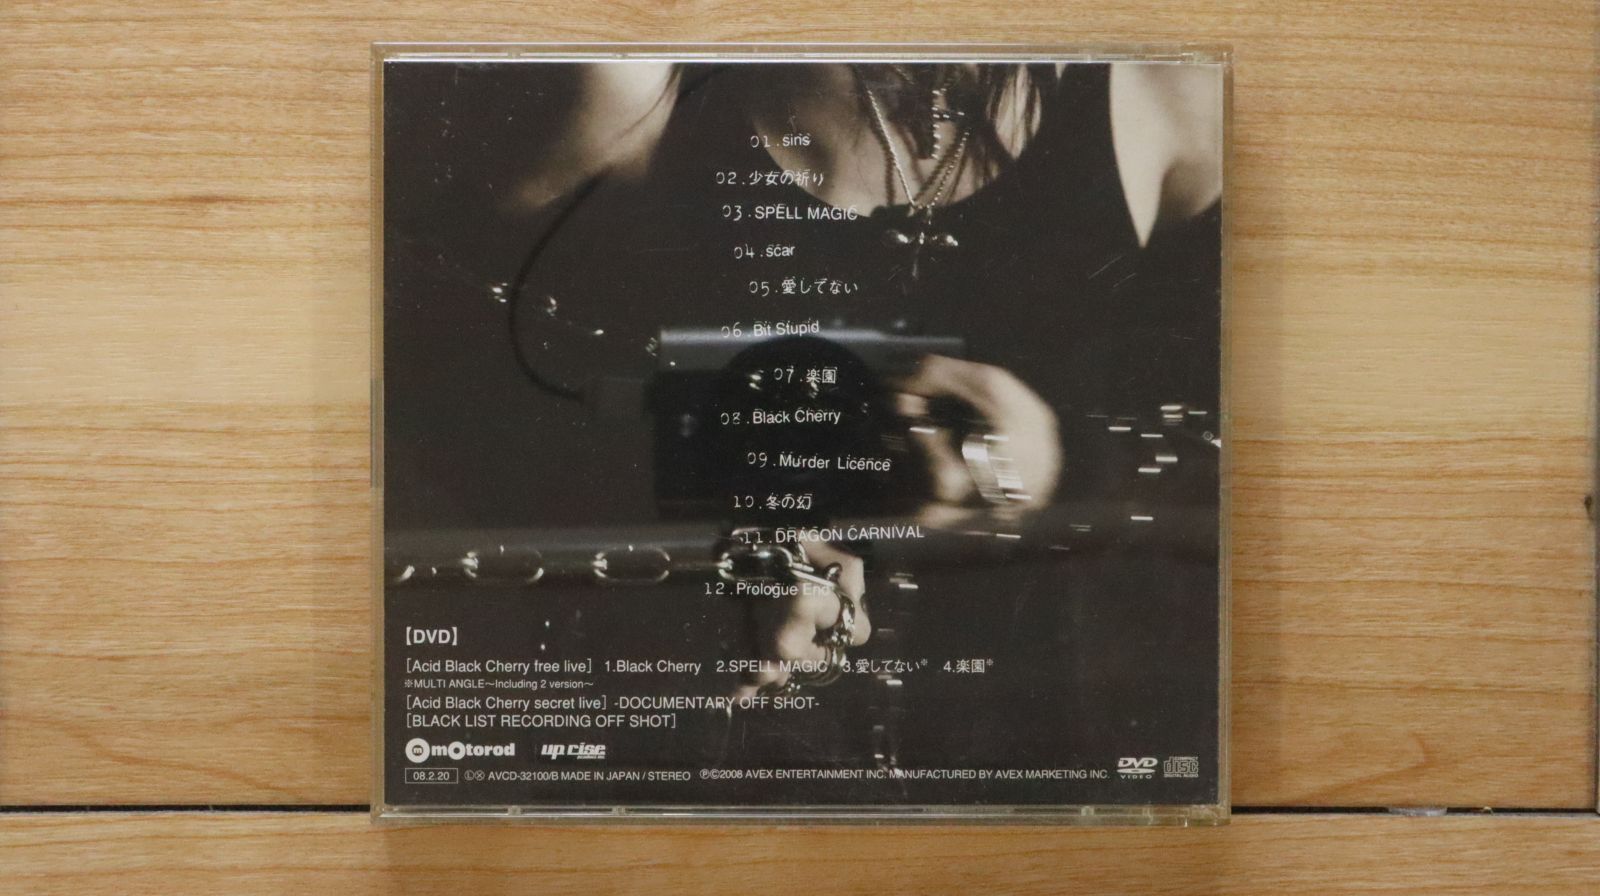 01.sins
02.少女の祈り
03.SPELL MAGIC
04.scar
05.愛してない
06.Bit Stupid
07.楽園
08.Black Cherry
09.Murder Licence
10.冬の幻
11.DRAGON CARNIVAL
12.Prologue End
【DVD】
[Acid Black Cherry free live] 1.Black Cherry 2.SPELL MAGIC 3.愛してない※ 4.楽園※
※MULTI ANGLE～Including 2 version～
[Acid Black Cherry secret live] -DOCUMENTARY OFF SHOT-
[BLACK LIST RECORDING OFF SHOT]
motorod up rise
08.2.20 Ⓛ AVCD-32100/B MADE IN JAPAN / STEREO ℗©2008 AVEX ENTERTAINMENT INC. MANUFACTURED BY AVEX MARKETING INC. DVD VIDEO COMPACT disc DIGITAL AUDIO